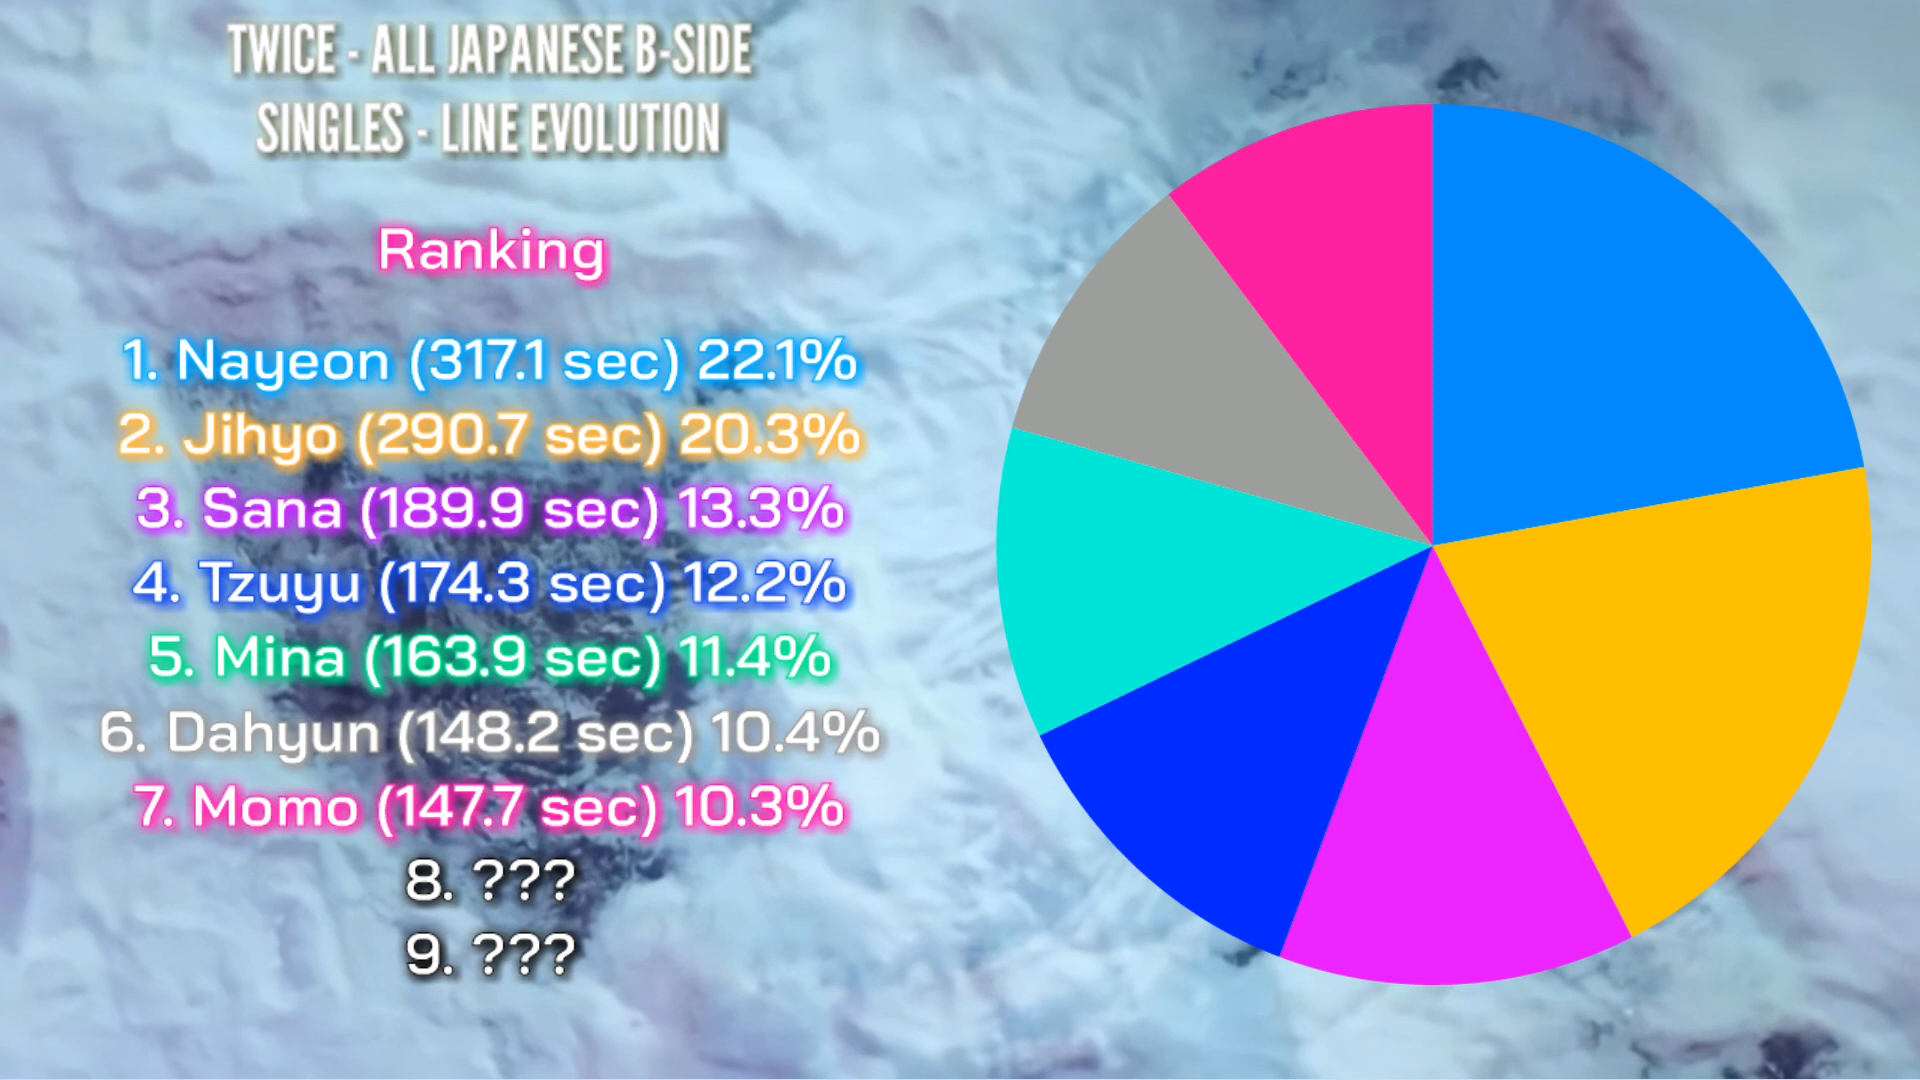 TWICE - ALL JAPANESE B-SIDE
SINGLES - LINE EVOLUTION
Ranking
1. Nayeon (317.1 sec) 22.1%
2. Jihyo (290.7 sec) 20.3%
3. Sana (189.9 sec) 13.3%
4. Tzuyu (174.3 sec) 12.2%
5. Mina (163.9 sec) 11.4%
6. Dahyun (148.2 sec) 10.4%
7. Momo (147.7 sec) 10.3%
8. ???
9. ???